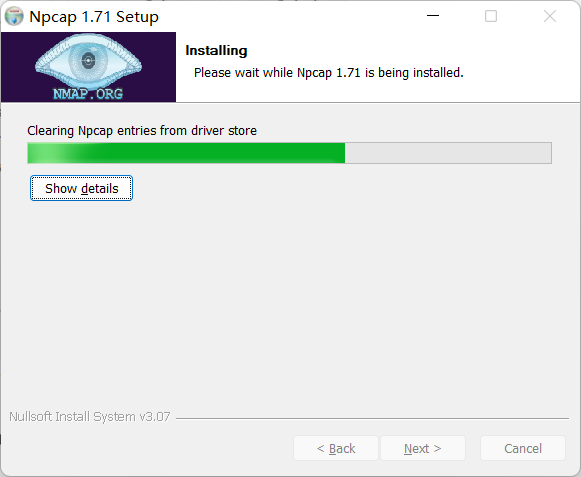 Npcap 1.71 Setup
NMAP.ORG
Installing
Please wait while Npcap 1.71 is being installed.
Clearing Npcap entries from driver store
Show details
Nullsoft Install System v3.07
< Back
Next >
Cancel